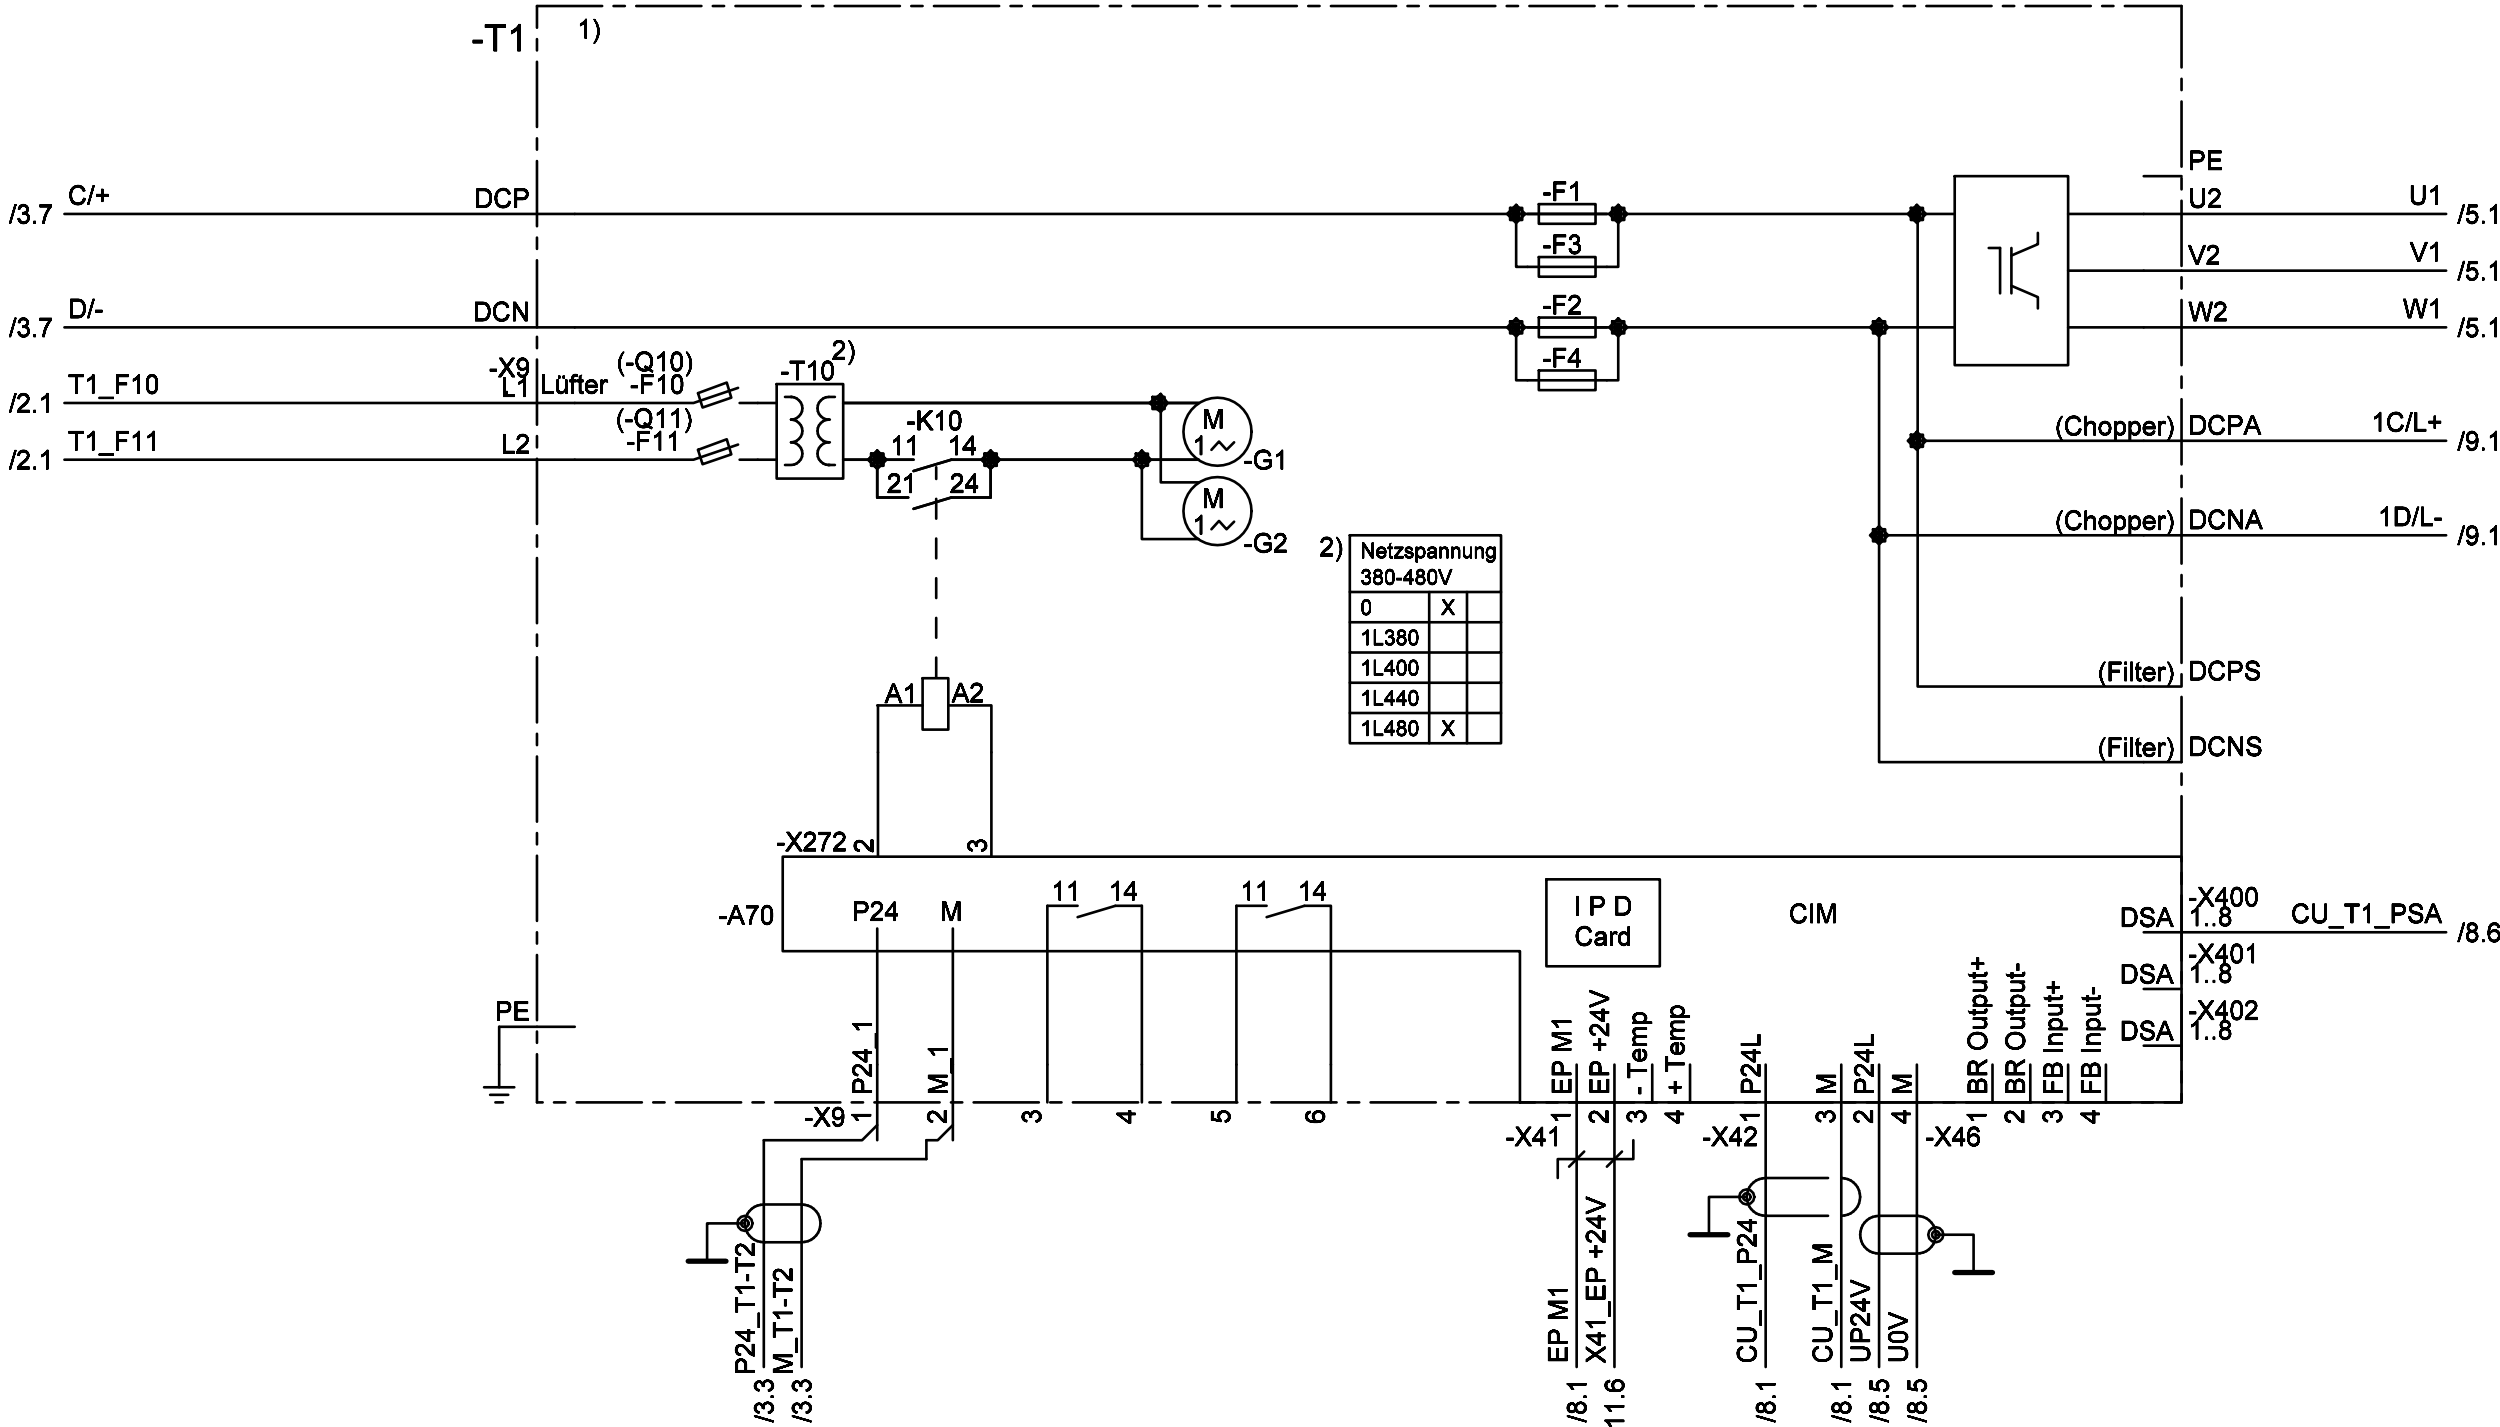 -T1
1)
PE
C/+
DCP
-F1
U2
U1
/3.7
/5.1
-F3
V2
V1
/5.1
D/-
DCN
-F2
W2
W1
/3.7
/5.1
-X9
(-Q10)
2)
-T10
-F4
T1_F10
L1
Lüfter
-F10
/2.1
(-Q11)
-K10
M
1
(Chopper)
DCPA
1C/L+
T1_F11
L2
-F11
11
14
-G1
/2.1
/9.1
21
24
M
1
-G2
(Chopper)
DCNA
1D/L-
/9.1
2)
Netzspannung
380-480V
0 X
1L380
1L400
1L440
1L480 X
(Filter)
DCPS
A1
A2
(Filter)
DCNS
-X272
2
3
-A70
P24
M
11
14
11
14
I P D
Card
CIM
-X400
DSA
1..8
CU_T1_PSA
/8.6
-X401
DSA
1..8
-X402
DSA
1..8
PE
P24_1
M_1
EP M1
EP +24V
- Temp
+ Temp
P24L
M
P24L
M
BR Output+
BR Output-
FB Input+
FB Input-
-X9
1
2
3
4
5
6
-X41
1
2
3
4
-X42
1
3
2
4
-X46
1
2
3
4
P24_T1-T2
M_T1-T2
EP M1
X41_EP +24V
CU_T1_P24
CU_T1_M
UP24V
U0V
/3.3
/3.3
/8.1
11.6
/8.1
/8.1
/8.5
/8.5